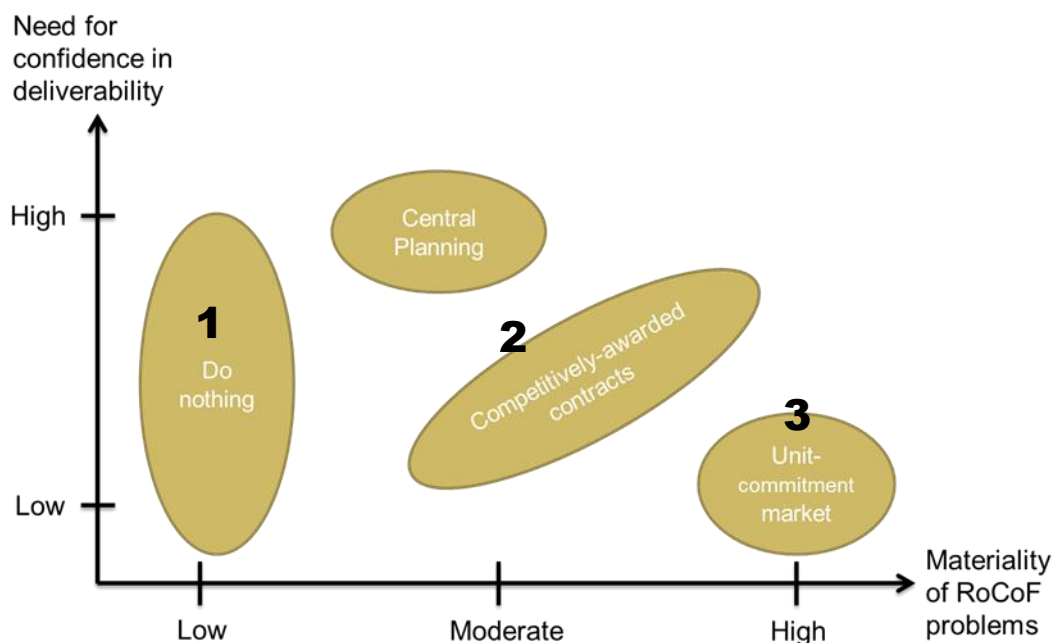 Need for
confidence in
deliverability
High
Central
Planning
1
2
Do
nothing
Competitively-awarded
contracts
3
Unit-
commitment
market
Low
Materiality
of RoCoF
problems
Low
Moderate
High